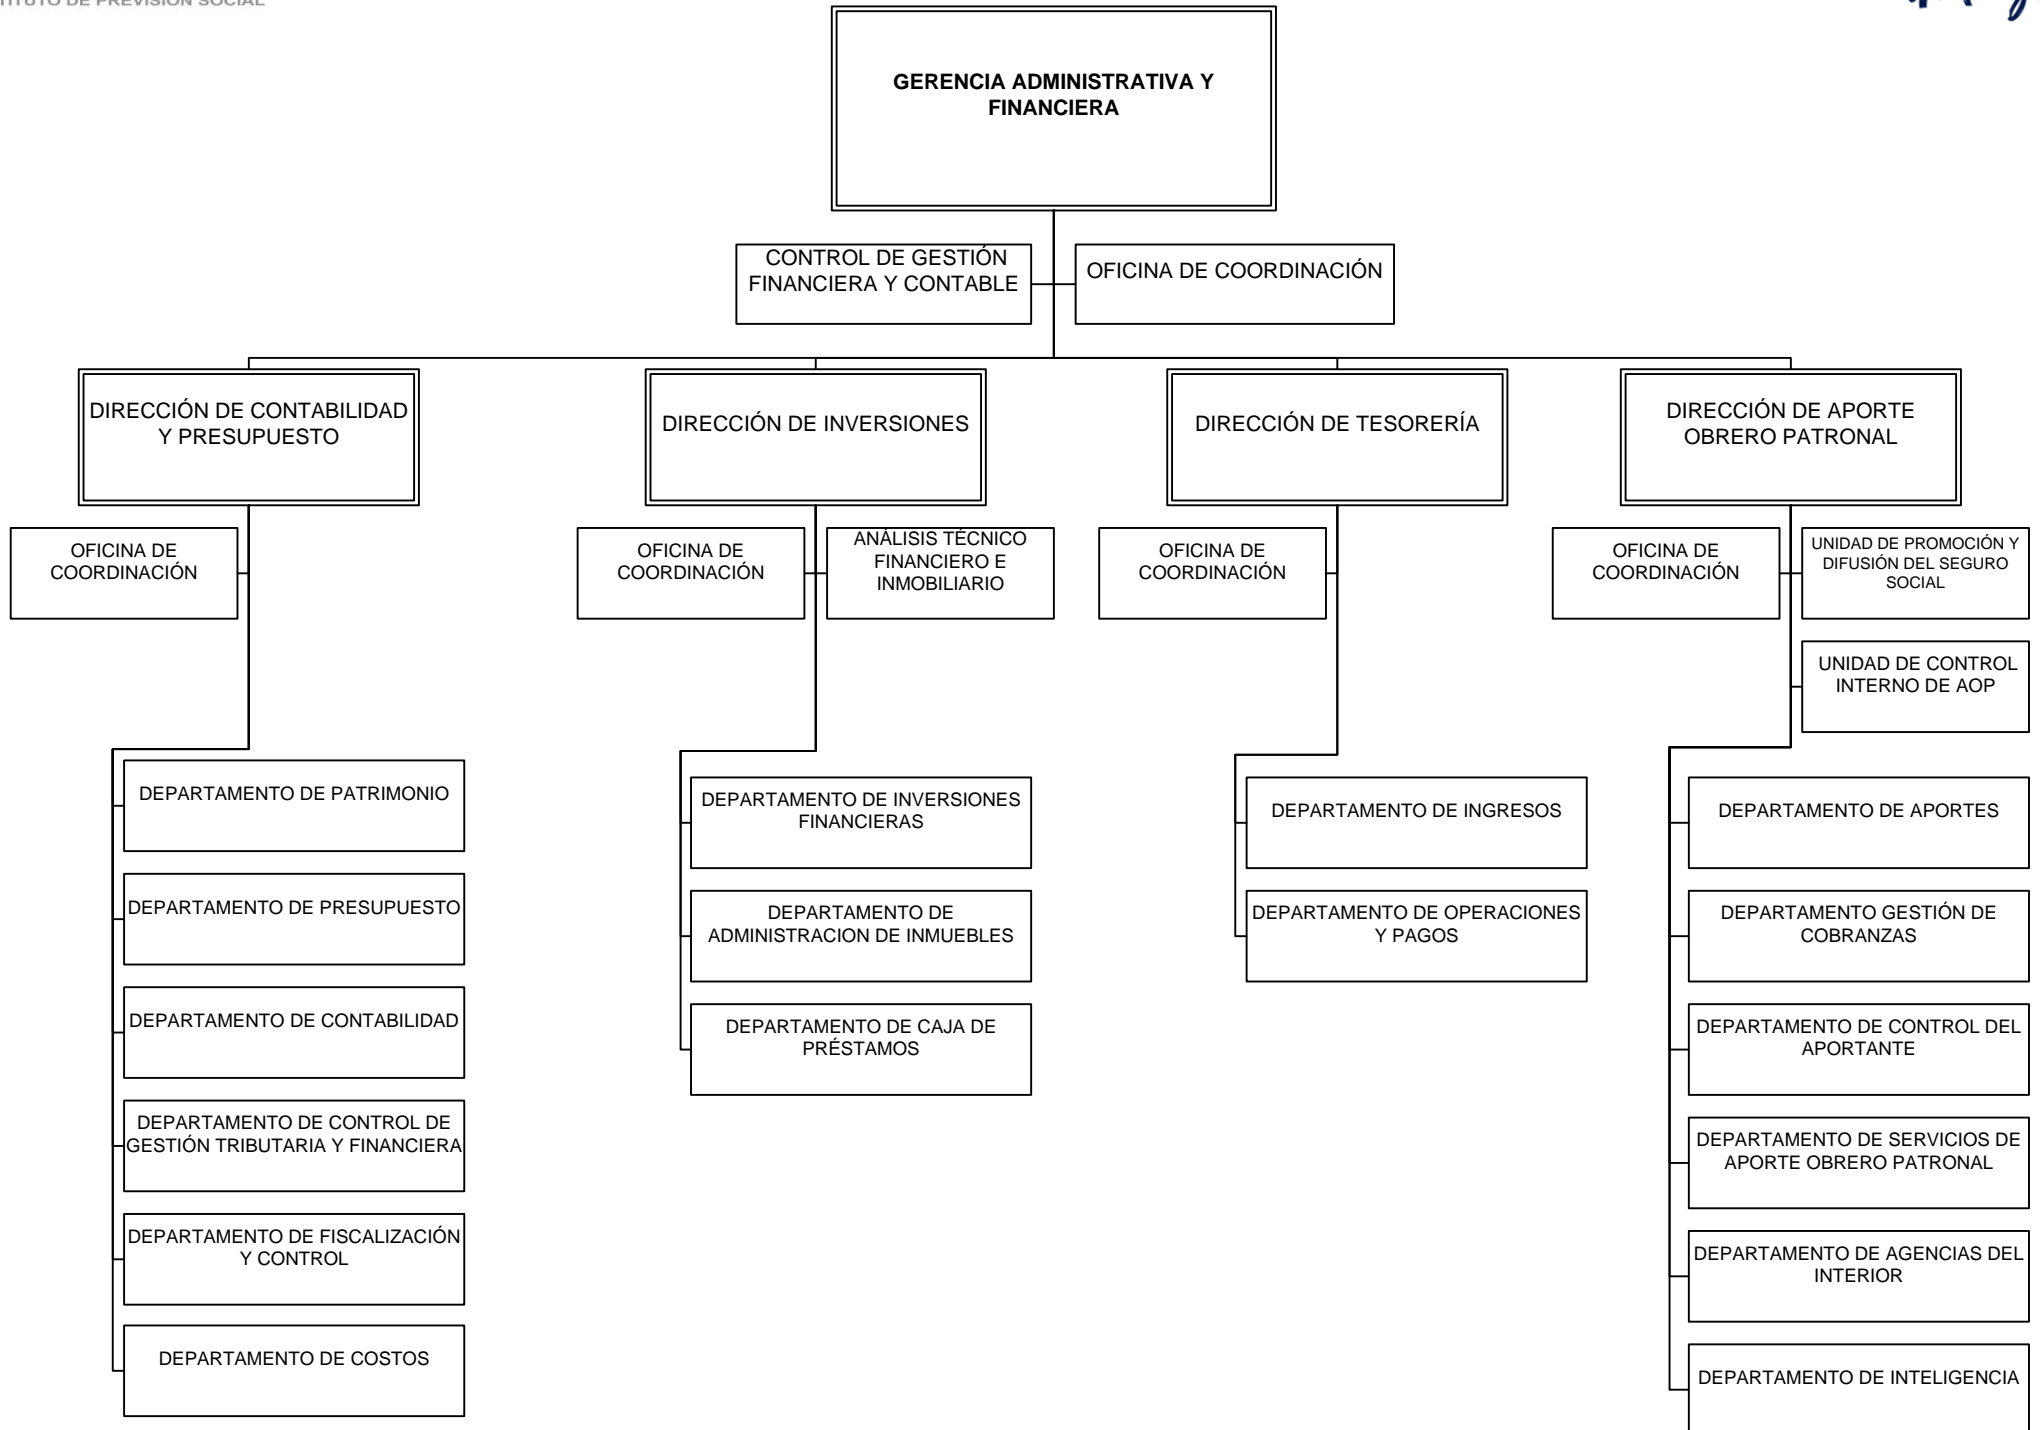 TITUTO DE PREVISIÓN SOCIAL
GERENCIA ADMINISTRATIVA Y
FINANCIERA
CONTROL DE GESTIÓN
FINANCIERA Y CONTABLE
OFICINA DE COORDINACIÓN
DIRECCIÓN DE CONTABILIDAD
Y PRESUPUESTO
DIRECCIÓN DE INVERSIONES
DIRECCIÓN DE TESORERÍA
DIRECCIÓN DE APORTE
OBRERO PATRONAL
OFICINA DE
COORDINACIÓN
OFICINA DE
COORDINACIÓN
ANÁLISIS TÉCNICO
FINANCIERO E
INMOBILIARIO
OFICINA DE
COORDINACIÓN
OFICINA DE
COORDINACIÓN
UNIDAD DE PROMOCIÓN Y
DIFUSIÓN DEL SEGURO
SOCIAL
UNIDAD DE CONTROL
INTERNO DE AOP
DEPARTAMENTO DE PATRIMONIO
DEPARTAMENTO DE PRESUPUESTO
DEPARTAMENTO DE CONTABILIDAD
DEPARTAMENTO DE CONTROL DE
GESTIÓN TRIBUTARIA Y FINANCIERA
DEPARTAMENTO DE FISCALIZACIÓN
Y CONTROL
DEPARTAMENTO DE COSTOS
DEPARTAMENTO DE INVERSIONES
FINANCIERAS
DEPARTAMENTO DE
ADMINISTRACION DE INMUEBLES
DEPARTAMENTO DE CAJA DE
PRÉSTAMOS
DEPARTAMENTO DE INGRESOS
DEPARTAMENTO DE OPERACIONES
Y PAGOS
DEPARTAMENTO DE APORTES
DEPARTAMENTO GESTIÓN DE
COBRANZAS
DEPARTAMENTO DE CONTROL DEL
APORTANTE
DEPARTAMENTO DE SERVICIOS DE
APORTE OBRERO PATRONAL
DEPARTAMENTO DE AGENCIAS DEL
INTERIOR
DEPARTAMENTO DE INTELIGENCIA